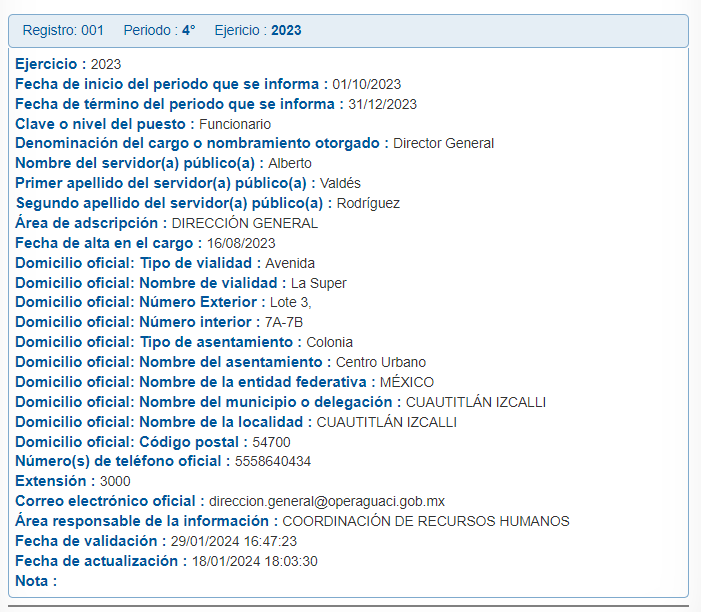 Registro: 001 Periodo : 4° Ejericio : 2023
Ejercicio : 2023
Fecha de inicio del periodo que se informa : 01/10/2023
Fecha de término del periodo que se informa : 31/12/2023
Clave o nivel del puesto : Funcionario
Denominación del cargo o nombramiento otorgado : Director General
Nombre del servidor(a) público(a) : Alberto
Primer apellido del servidor(a) público(a) : Valdés
Segundo apellido del servidor(a) público(a) : Rodríguez
Área de adscripción : DIRECCIÓN GENERAL
Fecha de alta en el cargo : 16/08/2023
Domicilio oficial: Tipo de vialidad : Avenida
Domicilio oficial: Nombre de vialidad : La Super
Domicilio oficial: Número Exterior : Lote 3,
Domicilio oficial: Número interior : 7A-7B
Domicilio oficial: Tipo de asentamiento : Colonia
Domicilio oficial: Nombre del asentamiento : Centro Urbano
Domicilio oficial: Nombre de la entidad federativa : MÉXICO
Domicilio oficial: Nombre del municipio o delegación : CUAUTITLÁN IZCALLI
Domicilio oficial: Nombre de la localidad : CUAUTITLÁN IZCALLI
Domicilio oficial: Código postal : 54700
Número(s) de teléfono oficial : 5558640434
Extensión : 3000
Correo electrónico oficial : direccion.general@operaguaci.gob.mx
Área responsable de la información : COORDINACIÓN DE RECURSOS HUMANOS
Fecha de validación : 29/01/2024 16:47:23
Fecha de actualización : 18/01/2024 18:03:30
Nota :